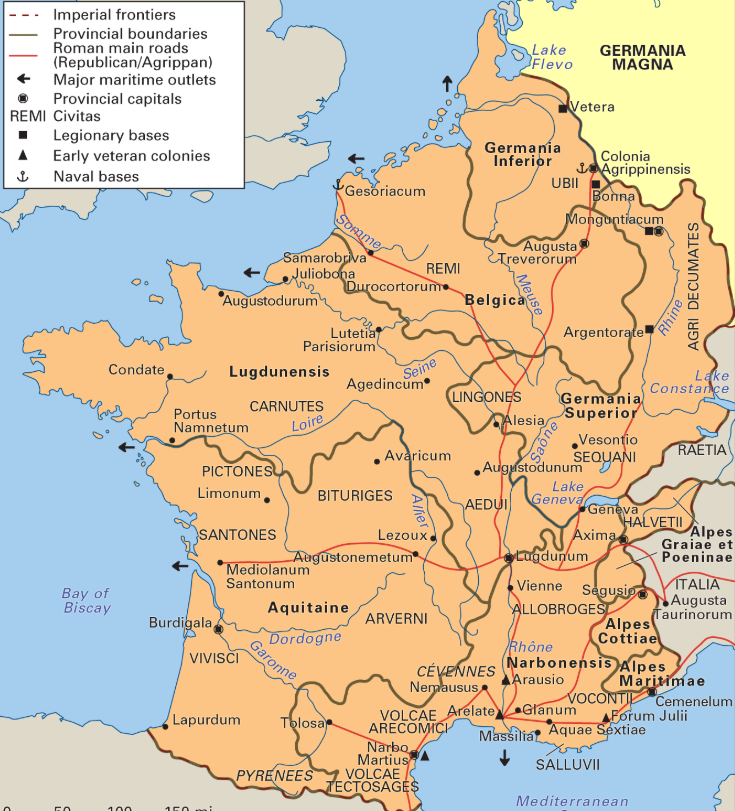 Imperial frontiers
Provincial boundaries
Roman main roads
(Republican/Agrippan)
Major maritime outlets
Provincial capitals
REMI Civitas
Legionary bases
Early veteran colonies
Naval bases
Lake
Flevo
GERMANIA
MAGNA
Vetera
Germania
Inferior
Colonia
Agrippinensis
UBII
Bonna
Gesoriacum
Monguntiacum
Somme
Augusta
Treverorum
Samarobriva
Juliobona
REMI
Durocortorum
Belgica
Meuse
AGRI DECUMATES
Rhine
Augustodurum
Lutetia
Parisiorum
Argentorate
Condate
Lugdunensis
Seine
Agedincum
Lake
Constance
LINGONES
Germania
Superior
CARNUTES
Loire
Portus
Namnetum
Alesia
Saône
Vesontio
SEQUANI
RAETIA
Avaricum
Augustodunum
PICTONES
Limonum
BITURIGES
Allier
AEDUI
Lake
Geneva
Geneva
HALVETII
SANTONES
Lezoux
Axima
Alpes
Graiae et
Poeninae
Augustonemetum
Lugdunum
Mediolanum
Santonum
Vienne
Segusio
ITALIA
Augusta
Taurinorum
Bay of
Biscay
Aquitaine
ALLOBROGES
Burdigala
Dordogne
ARVERNI
Alpes
Cottiae
VIVISCI
Garonne
Rhône
Narbonensis
Alpes
Maritimae
CÉVENNES
Nemausus
Arausio
VOCONTII
Cemenelum
Lapurdum
Tolosa
VOLCAE
ARECOMICI
Arelate
Glanum
Forum Julii
Massilia
Aquae Sextiae
Narbo
Martius
SALLUVII
PYRENEES
VOLCAE
TECTOSAGES
Mediterranean
0 50 100 150 mi